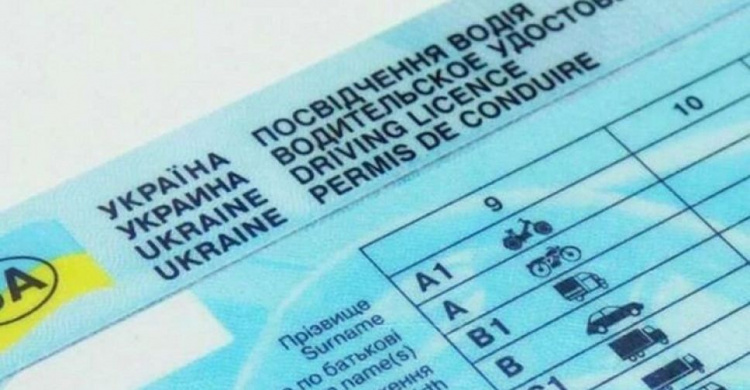 УКРАЇНА
УКРАИНА
UKRAINE
UKRAINE
ПОСВІДЧЕННЯ ВОДІЯ
ВОДИТЕЛЬСКОЕ
DRIVING LICENCE
PERMIS DE CONDUIRE
9
10
A1
A
B1
B
Прізвище
Surname
по батькові
name(s)